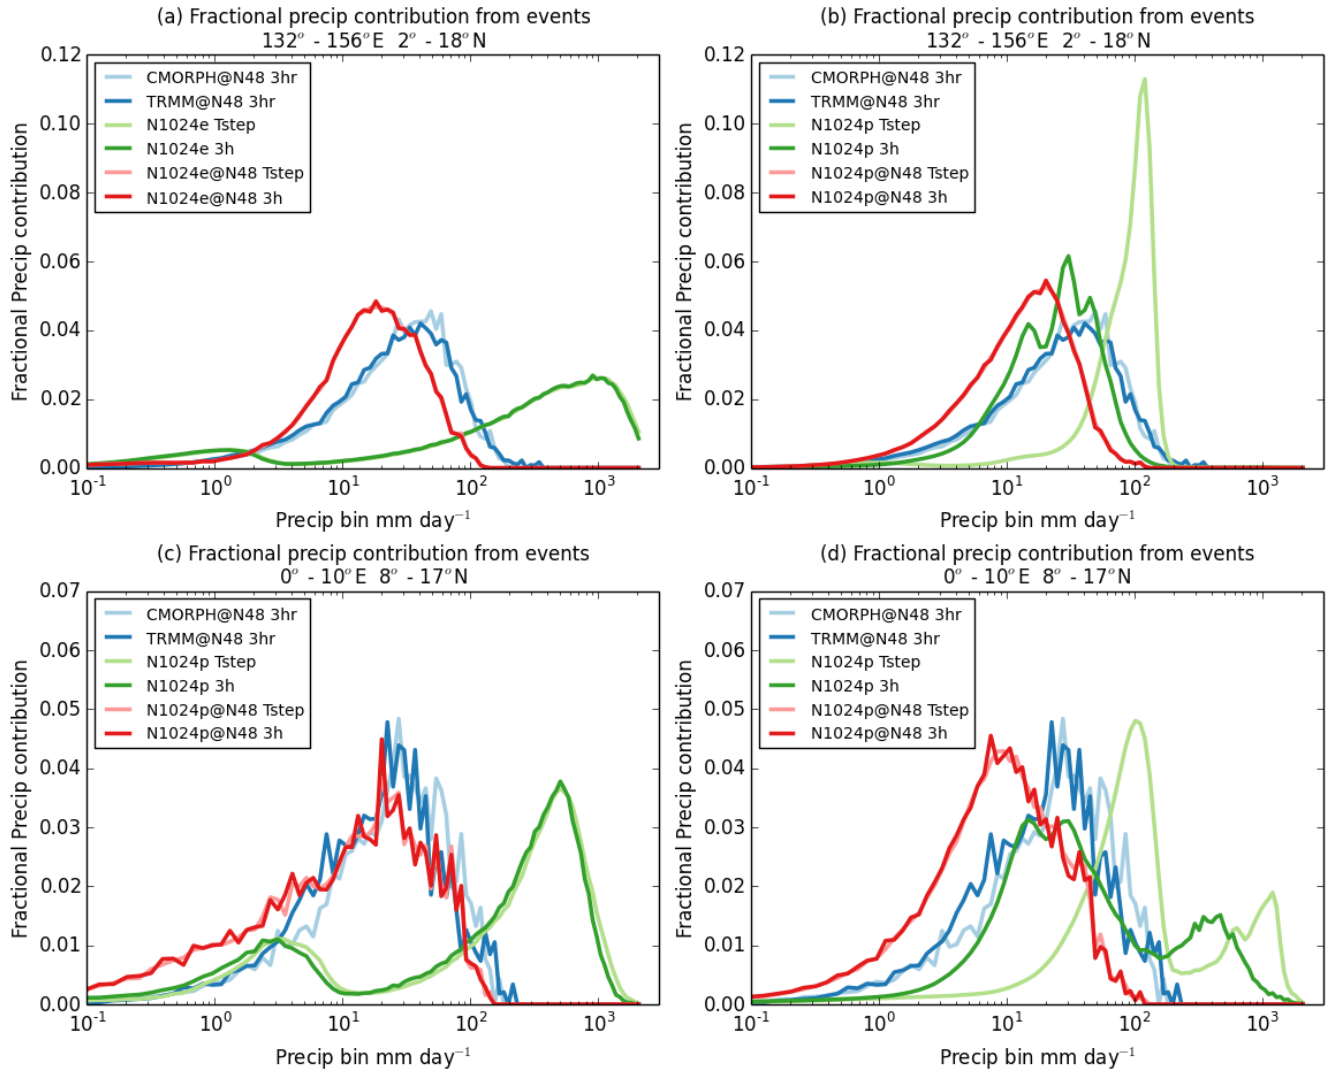 (a) Fractional precip contribution from events
132° - 156°E 2° - 18°N
Fractional Precip contribution
0.12
0.10
0.08
0.06
0.04
0.02
0.00
CMORPH@N48 3hr
TRMM@N48 3hr
N1024e Tstep
N1024e 3h
N1024e@N48 Tstep
N1024e@N48 3h
10⁻¹ 10⁰ 10¹ 10² 10³
Precip bin mm day⁻¹
(b) Fractional precip contribution from events
132° - 156°E 2° - 18°N
Fractional Precip contribution
0.12
0.10
0.08
0.06
0.04
0.02
0.00
CMORPH@N48 3hr
TRMM@N48 3hr
N1024p Tstep
N1024p 3h
N1024p@N48 Tstep
N1024p@N48 3h
10⁻¹ 10⁰ 10¹ 10² 10³
Precip bin mm day⁻¹
(c) Fractional precip contribution from events
0° - 10°E 8° - 17°N
Fractional Precip contribution
0.07
0.06
0.05
0.04
0.03
0.02
0.01
0.00
CMORPH@N48 3hr
TRMM@N48 3hr
N1024p Tstep
N1024p 3h
N1024p@N48 Tstep
N1024p@N48 3h
10⁻¹ 10⁰ 10¹ 10² 10³
Precip bin mm day⁻¹
(d) Fractional precip contribution from events
0° - 10°E 8° - 17°N
Fractional Precip contribution
0.07
0.06
0.05
0.04
0.03
0.02
0.01
0.00
CMORPH@N48 3hr
TRMM@N48 3hr
N1024p Tstep
N1024p 3h
N1024p@N48 Tstep
N1024p@N48 3h
10⁻¹ 10⁰ 10¹ 10² 10³
Precip bin mm day⁻¹